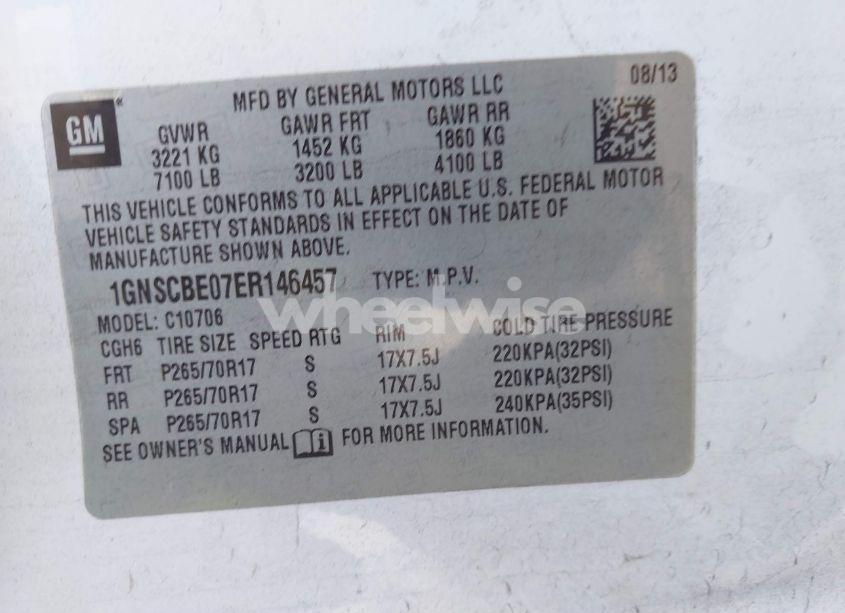 08/13
MFD BY GENERAL MOTORS LLC
GM
GVWR GAWR FRT GAWR RR
3221 KG 1452 KG 1860 KG
7100 LB 3200 LB 4100 LB
THIS VEHICLE CONFORMS TO ALL APPLICABLE U.S. FEDERAL MOTOR
VEHICLE SAFETY STANDARDS IN EFFECT ON THE DATE OF
MANUFACTURE SHOWN ABOVE.
1GNSCBE07ER146457 TYPE: M.P.V.
wheelwise
MODEL: C10706
CGH6 TIRE SIZE SPEED RTG RIM COLD TIRE PRESSURE
FRT P265/70R17 S 17X7.5J 220KPA(32PSI)
RR P265/70R17 S 17X7.5J 220KPA(32PSI)
SPA P265/70R17 S 17X7.5J 240KPA(35PSI)
SEE OWNER'S MANUAL FOR MORE INFORMATION.